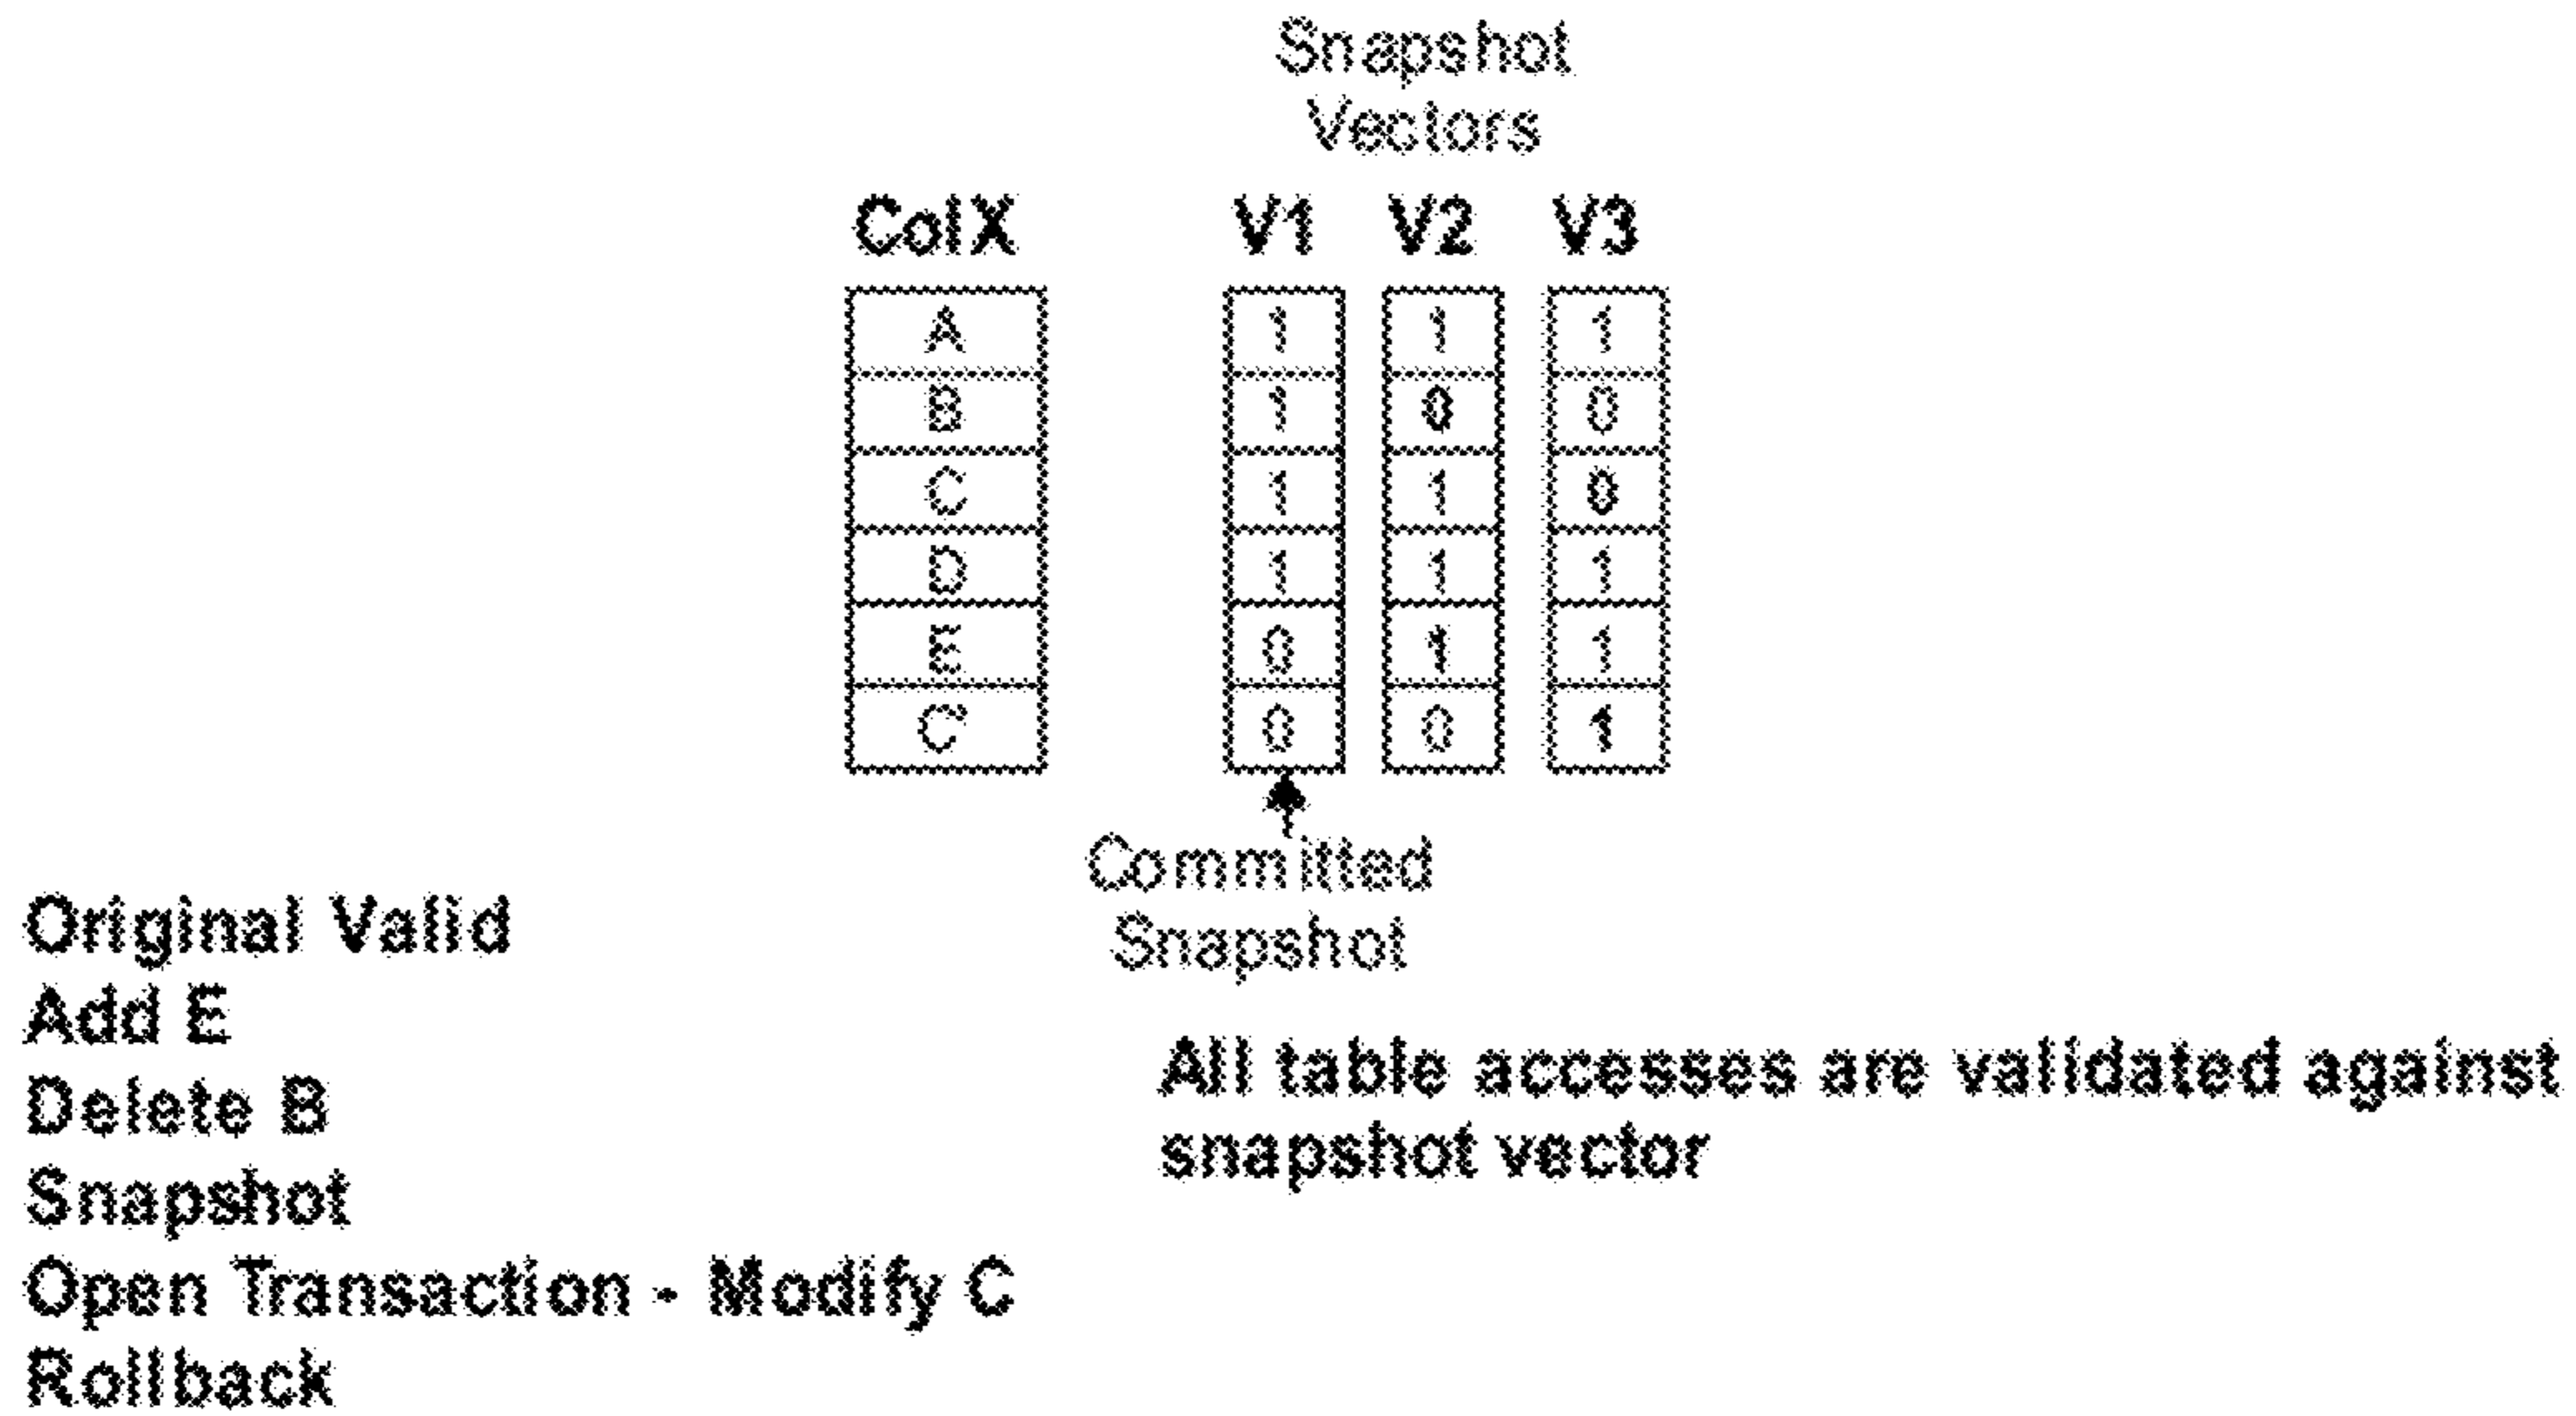 Snapshot
Vectors
ColX V1 V2 V3
A 1 1 1
B 1 0 0
C 1 1 0
D 1 1 1
E 0 1 1
C' 0 0 1
Committed
Snapshot
Original Valid
Add E
Delete B
Snapshot
Open Transaction - Modify C
Rollback
All table accesses are validated against
snapshot vector